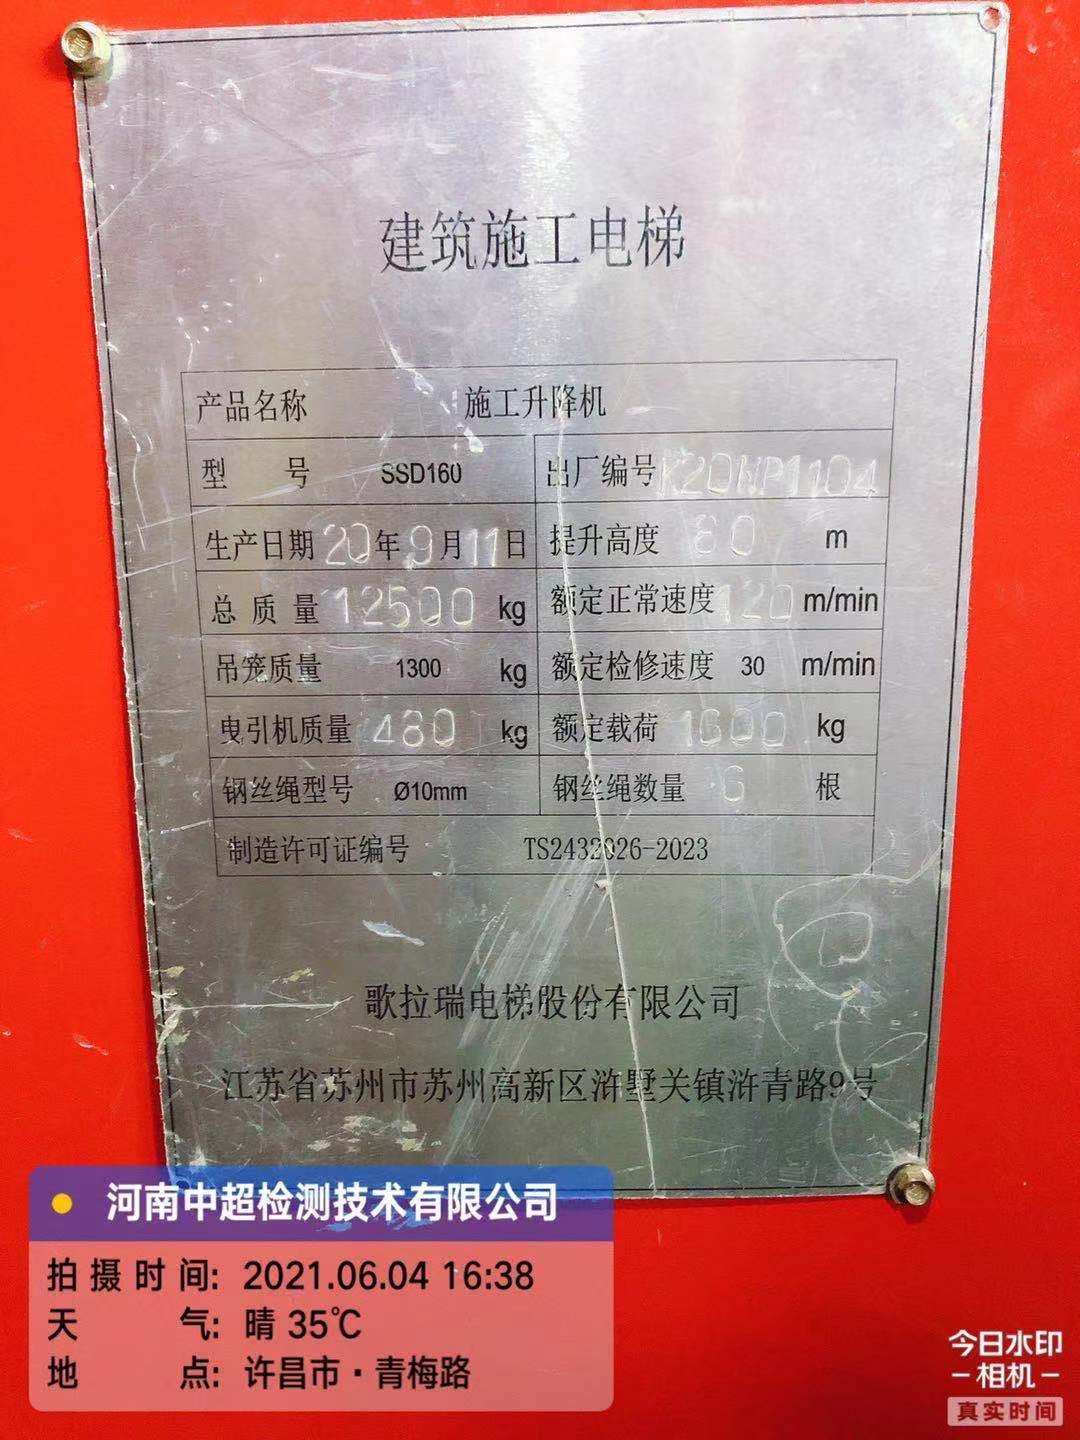 建筑施工电梯
产品名称 施工升降机
型 号 SSD160 出厂编号 K20NP1104
生产日期 20年9月11日 提升高度 m
总质量 12500 kg 额定正常速度 120 m/min
吊笼质量 1300 kg 额定检修速度 30 m/min
曳引机质量 480 kg 额定载荷 1600 kg
钢丝绳型号 Ø10mm 钢丝绳数量 6 根
制造许可证编号 TS2432026-2023
歌拉瑞电梯股份有限公司
江苏省苏州市苏州高新区浒墅关镇浒青路9号
河南中超检测技术有限公司
拍摄时间: 2021.06.04 16:38
天 气: 晴 35℃
地 点: 许昌市·青梅路
今日水印
相机
真实时间